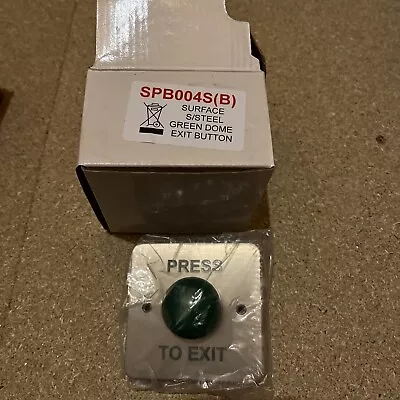 SPB004S(B)
SURFACE
S/STEEL
GREEN DOME
EXIT BUTTON
PRESS
TO EXIT